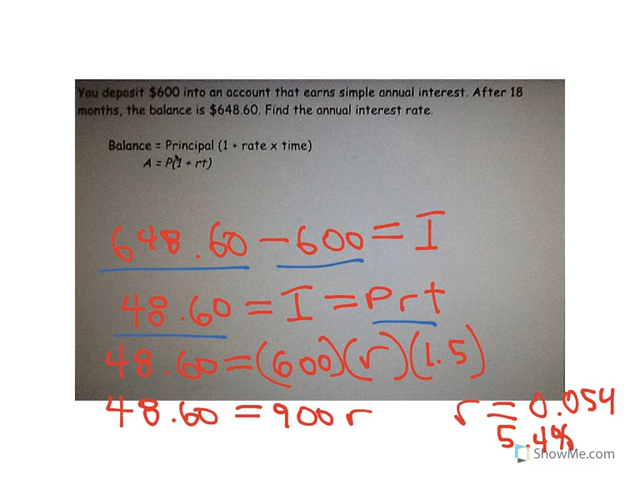 You deposit $600 into an account that earns simple annual interest. After 18
months, the balance is $648.60. Find the annual interest rate.
Balance = Principal (1 + rate x time)
A = P(1 + rt)
648.60 - 600 = I
48.60 = I = Prt
48.60 = (600)(r)(1.5)
48.60 = 900r
r = 0.054
5.4%
ShowMe.com